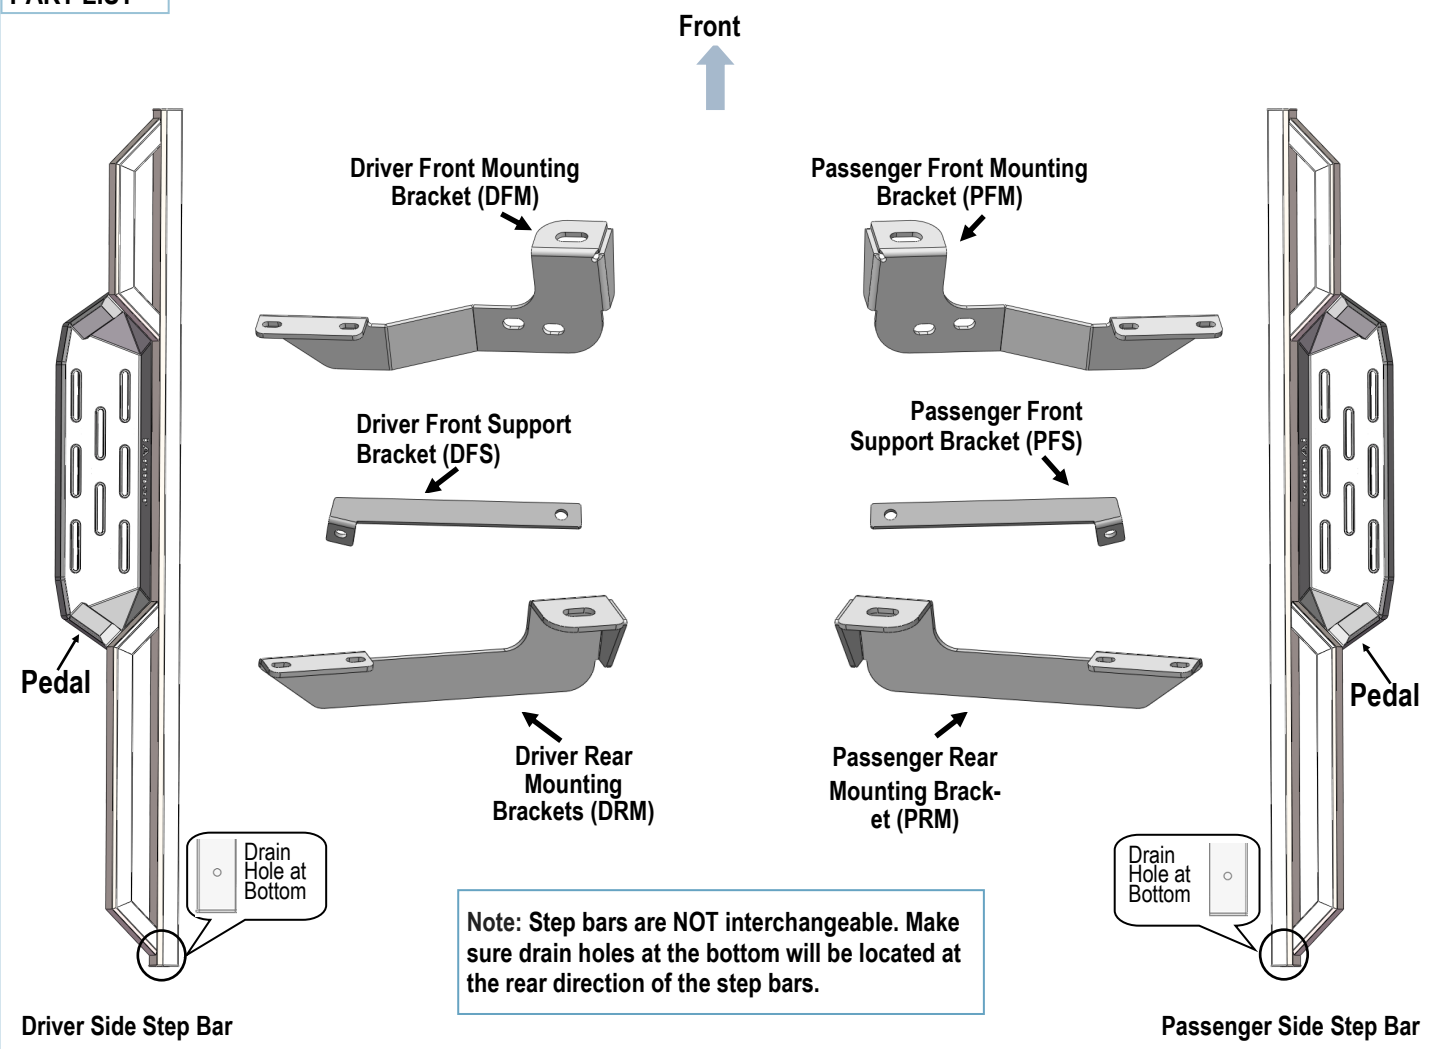 PART LIST
Front
Driver Front Mounting
Bracket (DFM)
Passenger Front Mounting
Bracket (PFM)
Driver Front Support
Bracket (DFS)
Passenger Front
Support Bracket (PFS)
Pedal
Pedal
Driver Rear
Mounting
Brackets (DRM)
Passenger Rear
Mounting Brack-
et (PRM)
Drain
Hole at
Bottom
Drain
Hole at
Bottom
Note: Step bars are NOT interchangeable. Make
sure drain holes at the bottom will be located at
the rear direction of the step bars.
Driver Side Step Bar
Passenger Side Step Bar